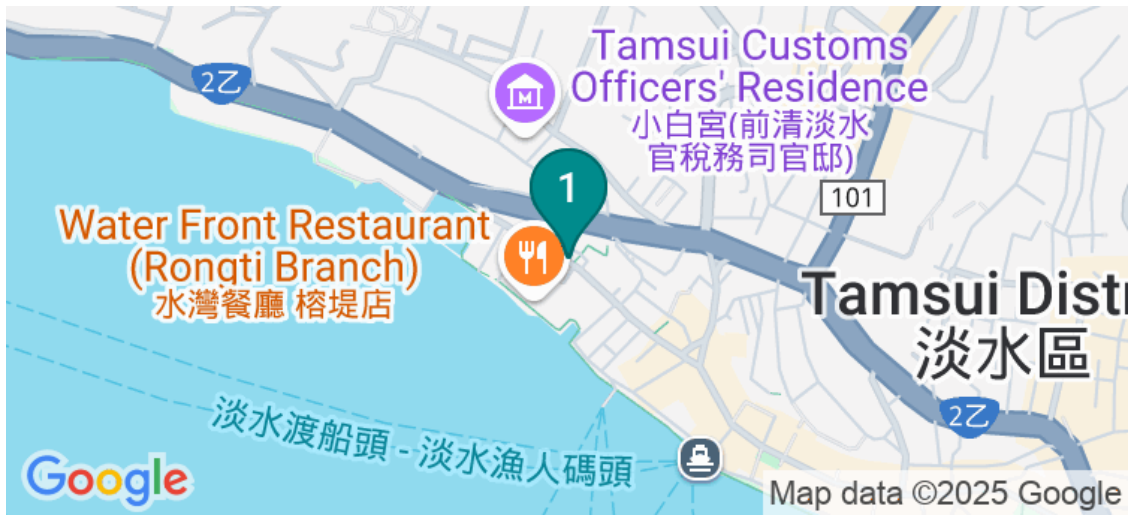 Tamsui Customs
Officers' Residence
小白宮(前清淡水
官稅務司官邸)
2乙
1
101
Water Front Restaurant
(Rongti Branch)
水灣餐廳 榕堤店
Tamsui Distr
淡水區
2乙
淡水渡船頭 - 淡水漁人碼頭
M
Google
Map data ©2025 Google